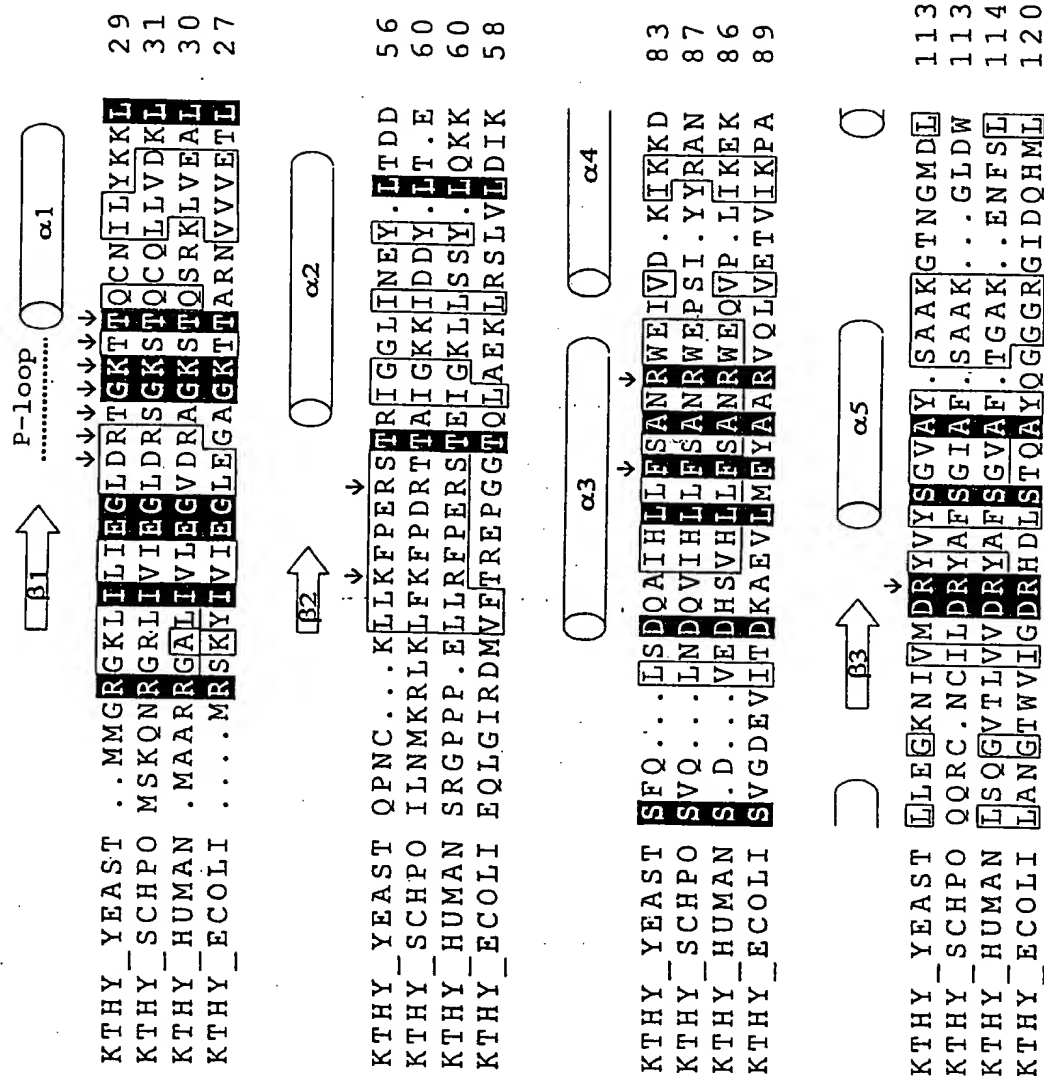 P-loop
β1 α1
↓ ↓↓↓↓↓↓
KTHY_YEAST ..MMGRGKLILIEGLDRTGKTTQCNILYKKL 29
KTHY_SCHPO MSKQNRGRLIVIEGLDRSGKSTQCQLLVDKL 31
KTHY_HUMAN .MAARRGALIVLEGVDRAGKSTQSRKLVEAL 30
KTHY_ECOLI ....MRSKYIVIEGLEGAGKTTARNVVVETL 27
β2 α2
↓ ↓
KTHY_YEAST QPNC...KLLKFPERSTRIGGLINEY.LTDD 56
KTHY_SCHPO ILNMKRLKLFKFPDRTTAIGKKIDDY.LT.E 60
KTHY_HUMAN SRGPPP.ELLRFPERSTEIGKLLSSY.LQKK 60
KTHY_ECOLI EQLGIRDMVFTREPGGTQLAEKLRSLVLDIK 58
α3 α4
↓ ↓
KTHY_YEAST SFQ...LSDQAIHLLFSANRWEIVD.KIKKD 83
KTHY_SCHPO SVQ...LNDQVIHLLFSANRWEPSI.YYRAN 87
KTHY_HUMAN S.D...VEDHSVHLLFSANRWEQVP.LIKEK 86
KTHY_ECOLI SVGDEVITDKAEVLMFYAARVQLVETVIKPA 89
β3 α5
↓
KTHY_YEAST LLEGKNIVMDRYVYSGVAY.SAAKGTNGMDL 113
KTHY_SCHPO QQRC.NCILDRYAFSGIAF.SAAK...GLDW 113
KTHY_HUMAN LSQGVTLVVDRYAFSGVAF.TGAK..ENFSL 114
KTHY_ECOLI LANGTWVIGDRHDLSTQAYQGGGRGIDQHML 120